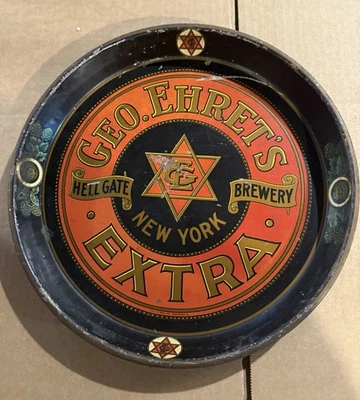 GEO. EHRET'S
HELL GATE BREWERY
NEW YORK
EXTRA